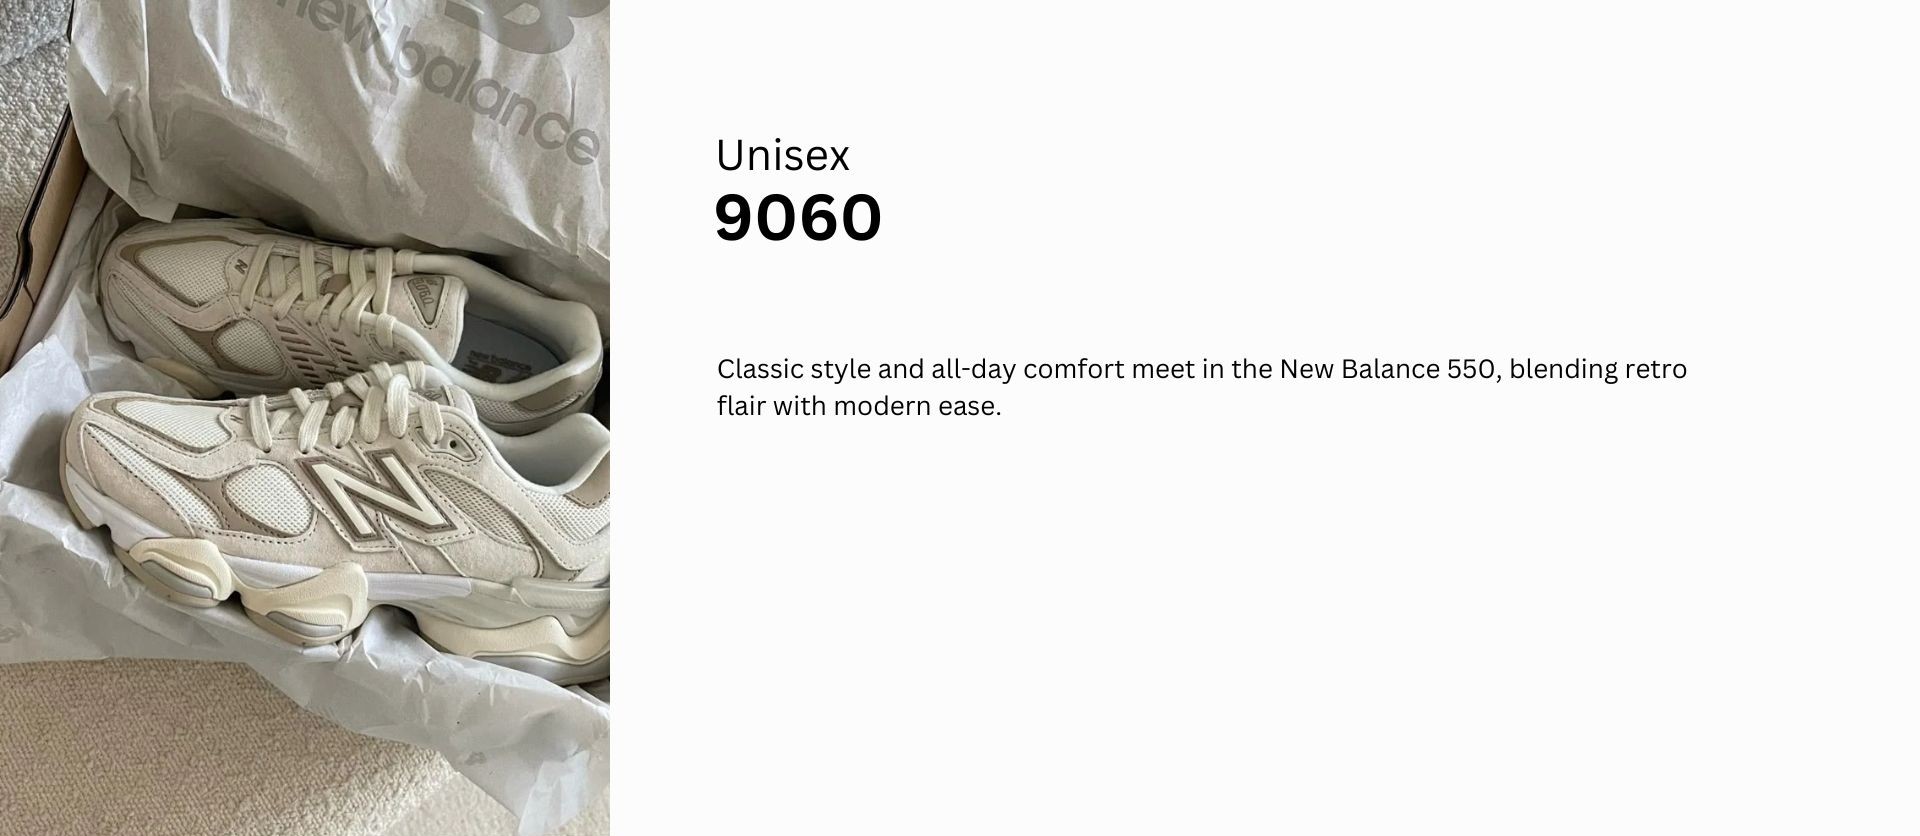 new balance
Unisex
9060
N
9060
new balance
N
Classic style and all-day comfort meet in the New Balance 550, blending retro
flair with modern ease.